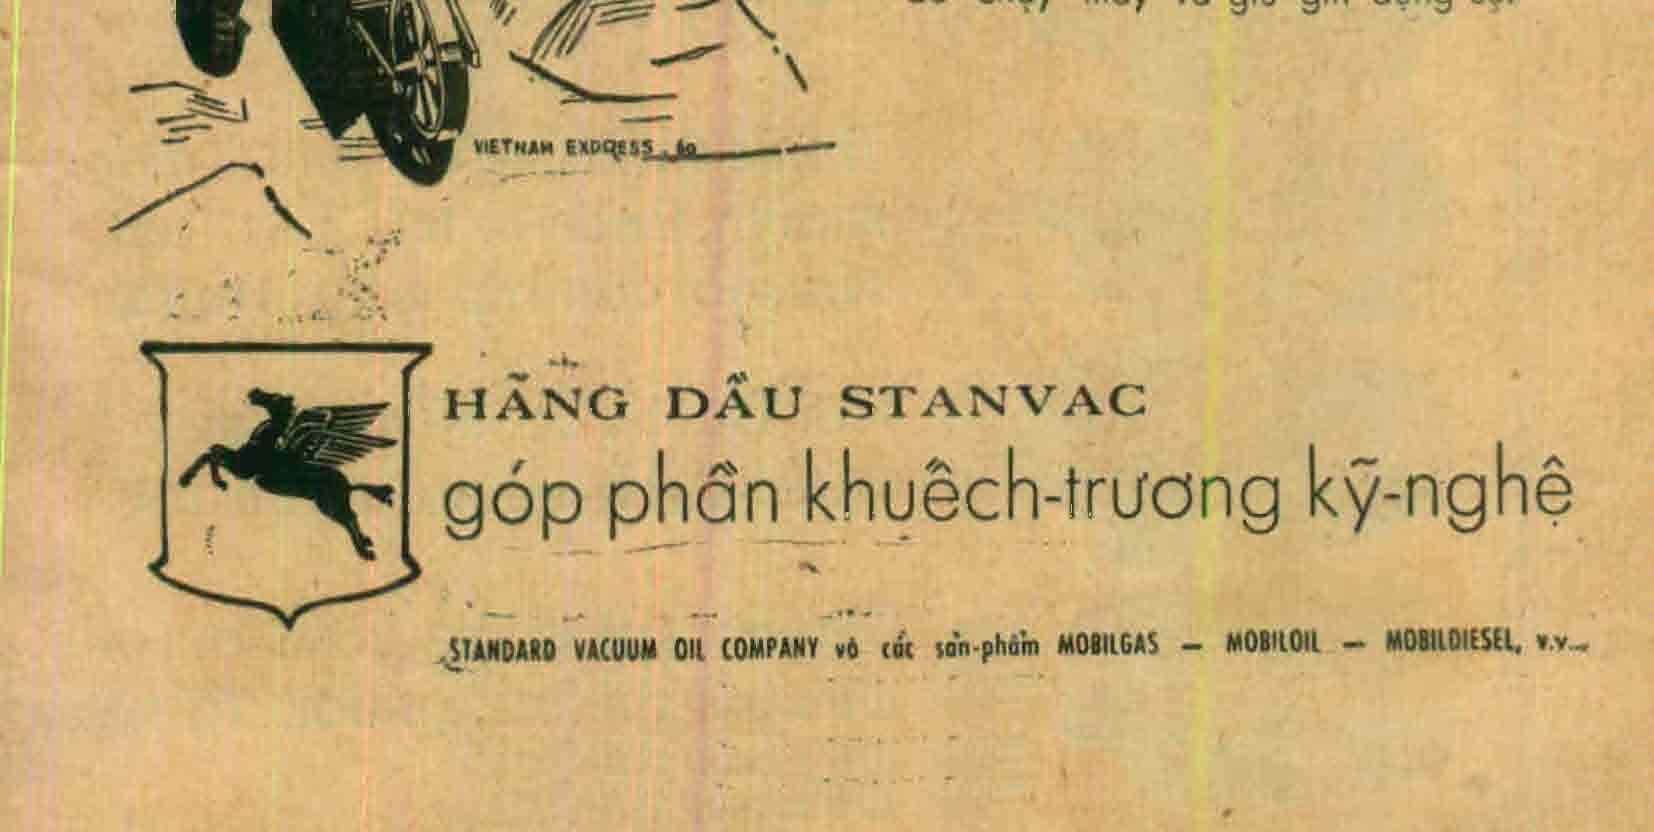 VIETNAM EXPRESS . 60
HÃNG DẦU STANVAC
góp phần khuếch-trương kỹ-nghệ
STANDARD VACUUM OIL COMPANY và các sản-phẩm MOBILGAS — MOBILOIL — MOBILDIESEL, v.v...